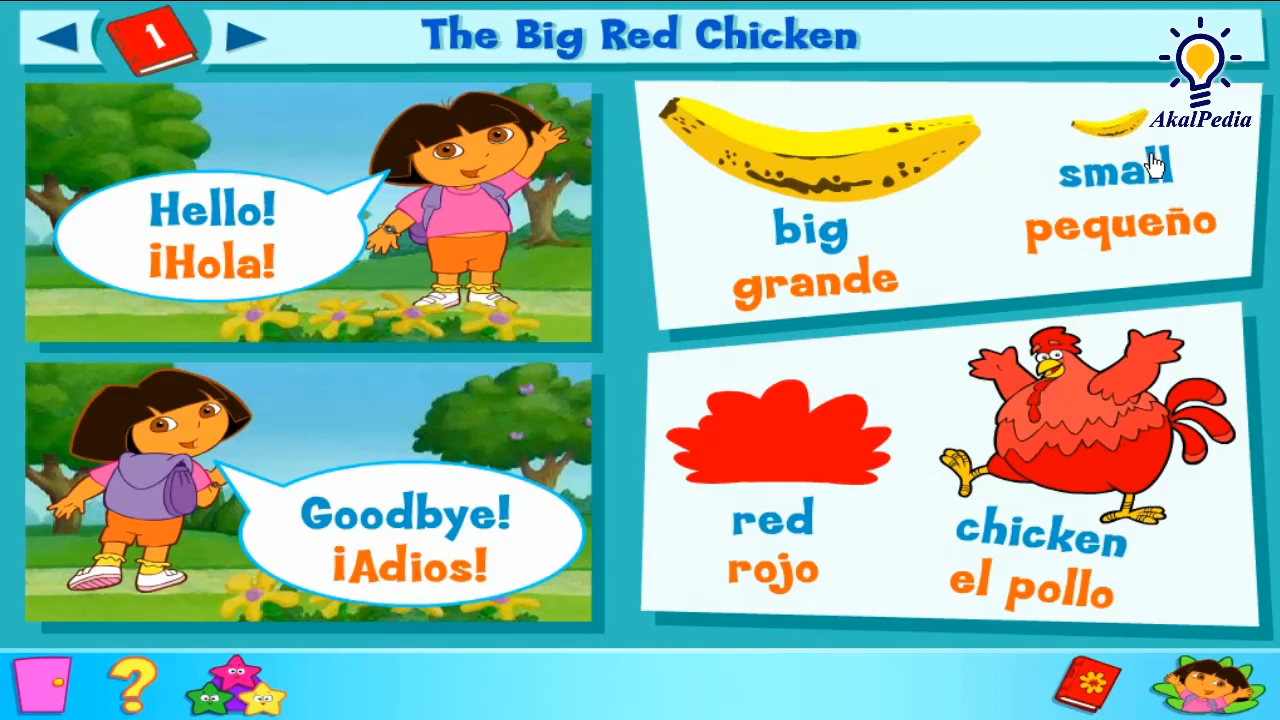 1
The Big Red Chicken
AkalPedia
Hello!
¡Hola!
big
grande
small
pequeño
Goodbye!
¡Adios!
red
rojo
chicken
el pollo
?